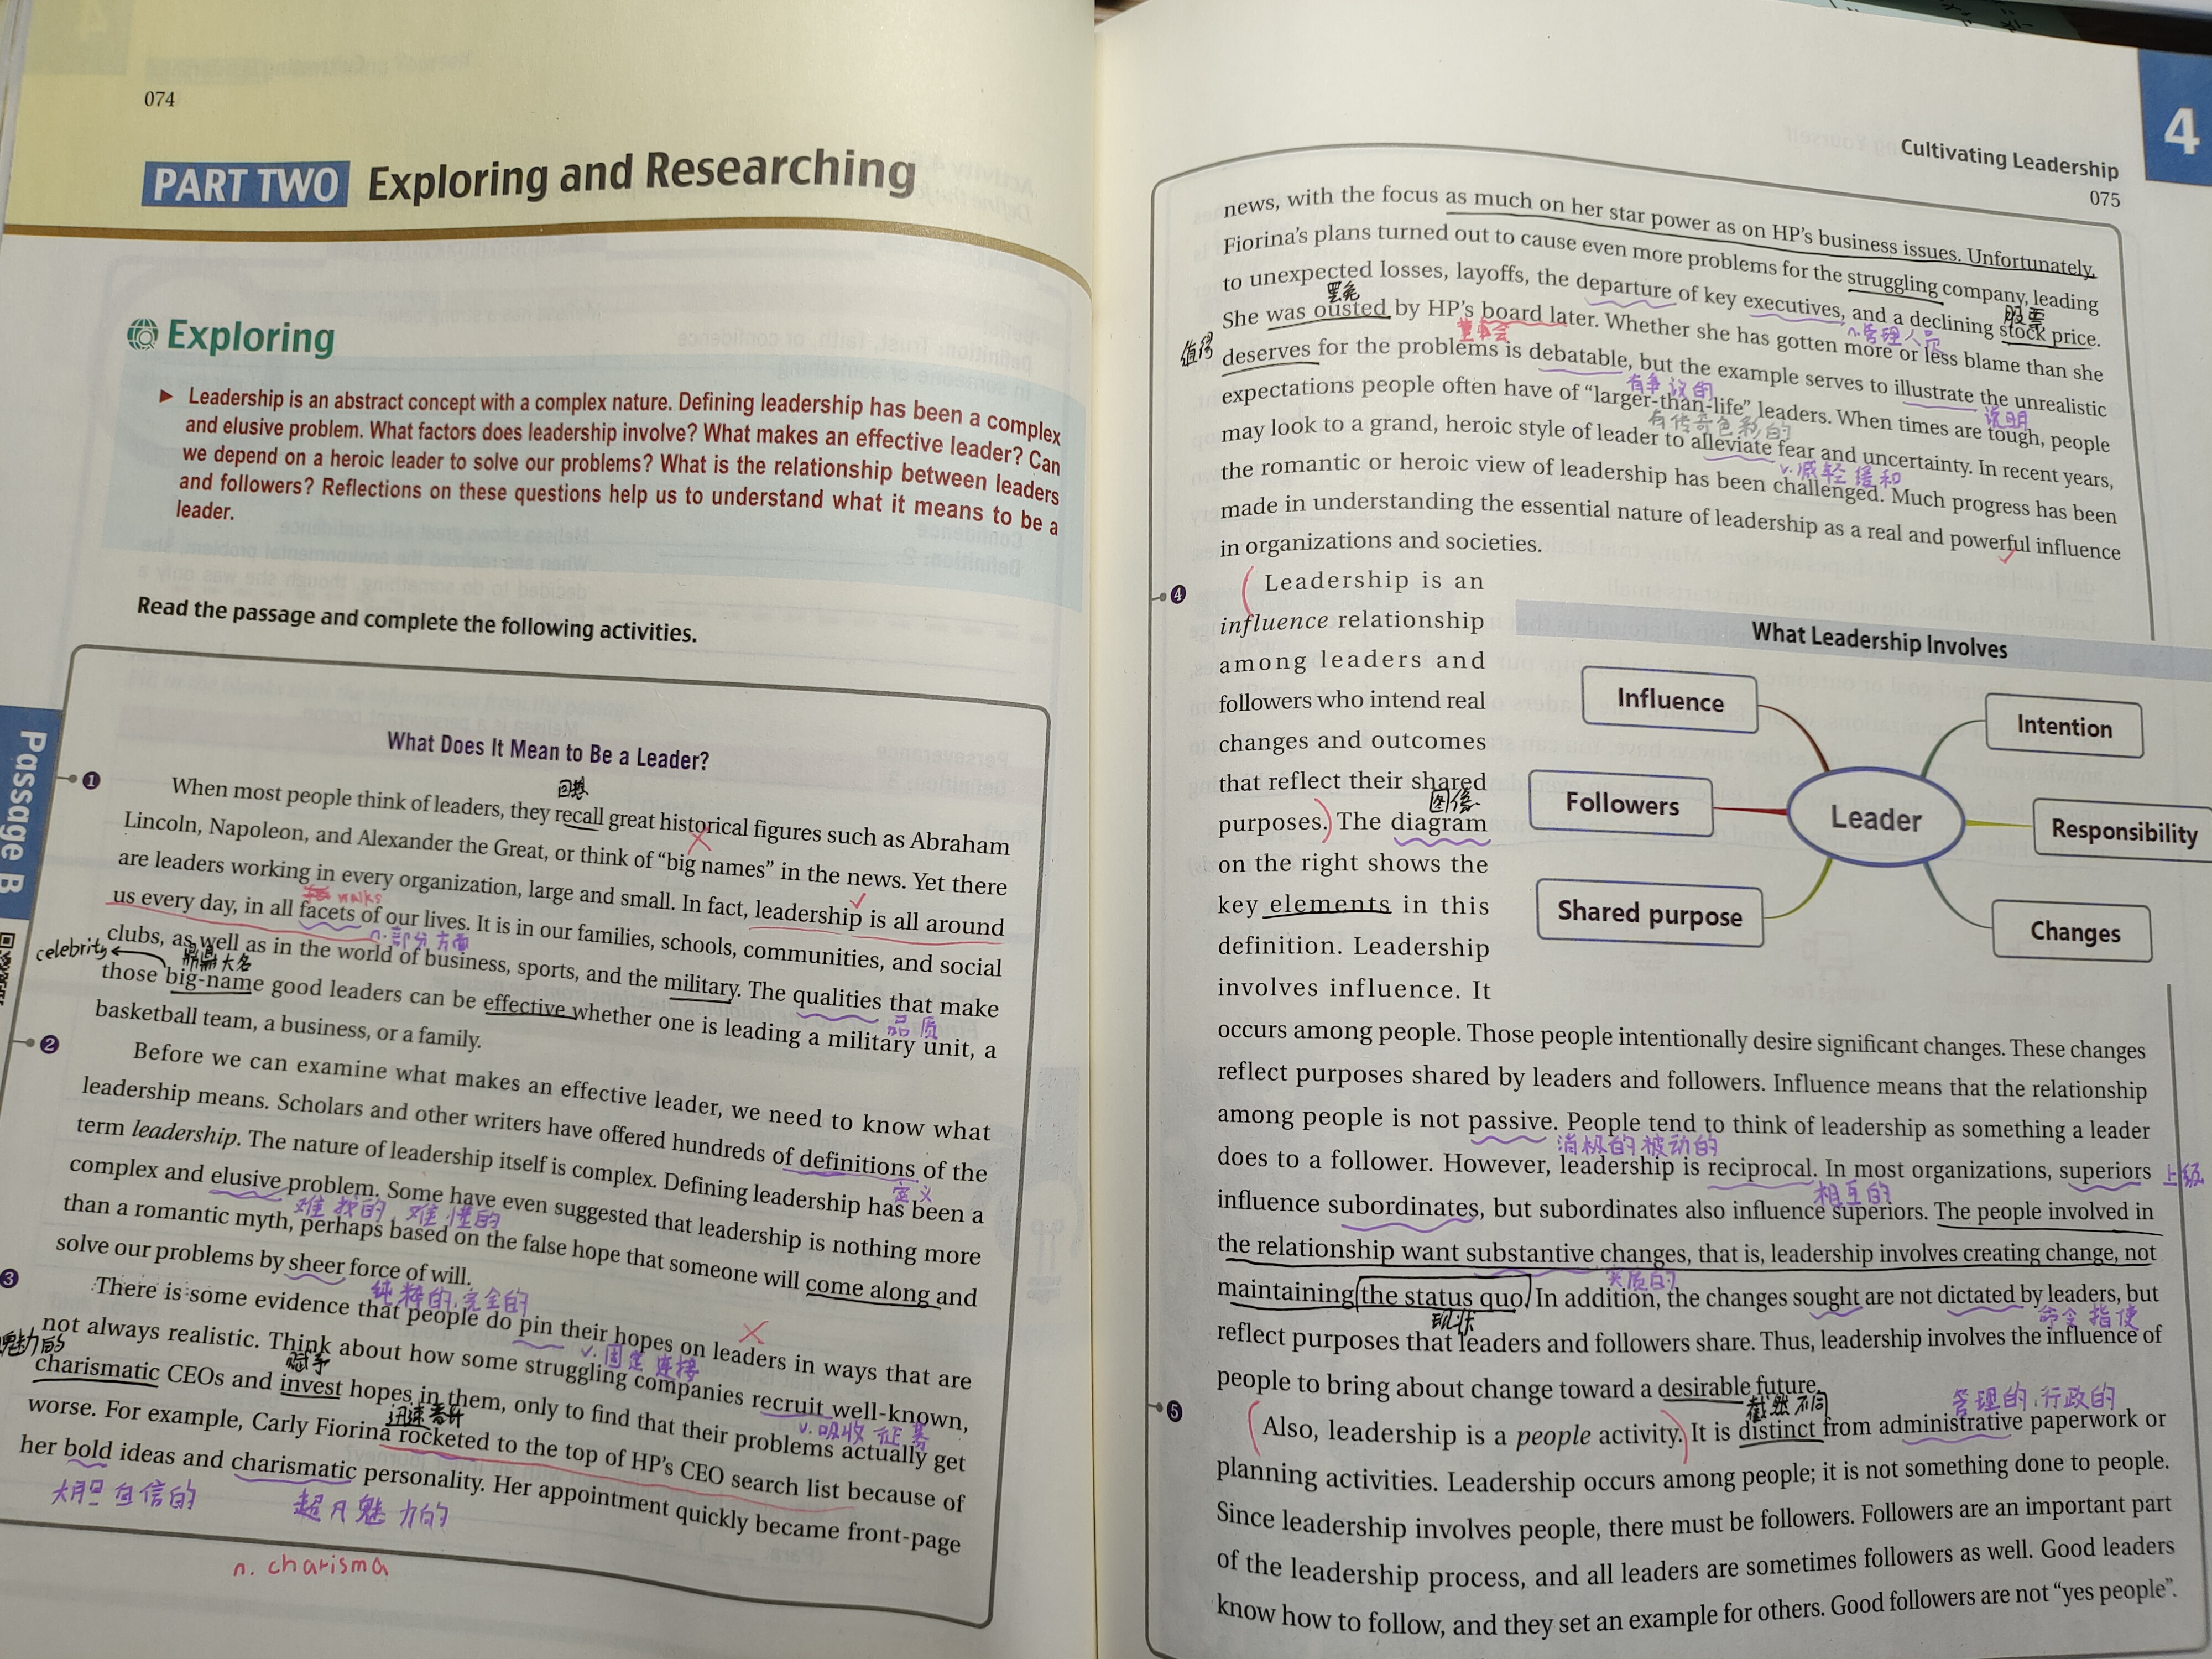 074
PART TWO Exploring and Researching
Exploring
► Leadership is an abstract concept with a complex nature. Defining leadership has been a complex
and elusive problem. What factors does leadership involve? What makes an effective leader? Can
we depend on a heroic leader to solve our problems? What is the relationship between leaders
and followers? Reflections on these questions help us to understand what it means to be a
leader.
Read the passage and complete the following activities.
Passage B
What Does It Mean to Be a Leader?
回想
❶ When most people think of leaders, they recall great historical figures such as Abraham
Lincoln, Napoleon, and Alexander the Great, or think of “big names” in the news. Yet there
are leaders working in every organization, large and small. In fact, leadership is all around
walks
us every day, in all facets of our lives. It is in our families, schools, communities, and social
n.部分 方面
clubs, as well as in the world of business, sports, and the military. The qualities that make
celebrity
鼎鼎大名
those big-name good leaders can be effective whether one is leading a military unit, a
品质
basketball team, a business, or a family.
❷ Before we can examine what makes an effective leader, we need to know what
leadership means. Scholars and other writers have offered hundreds of definitions of the
定义
term leadership. The nature of leadership itself is complex. Defining leadership has been a
complex and elusive problem. Some have even suggested that leadership is nothing more
难找的 难懂的
than a romantic myth, perhaps based on the false hope that someone will come along and
solve our problems by sheer force of will.
纯粹的,完全的
❸ There is some evidence that people do pin their hopes on leaders in ways that are
v.固定 连接
not always realistic. Think about how some struggling companies recruit well-known,
v.吸收 征募
魅力的
赋予
charismatic CEOs and invest hopes in them, only to find that their problems actually get
迅速蹿升
worse. For example, Carly Fiorina rocketed to the top of HP’s CEO search list because of
her bold ideas and charismatic personality. Her appointment quickly became front-page
大胆自信的
超凡魅力的
n. charisma
4
Cultivating Leadership
075
news, with the focus as much on her star power as on HP’s business issues. Unfortunately,
Fiorina’s plans turned out to cause even more problems for the struggling company, leading
to unexpected losses, layoffs, the departure of key executives, and a declining stock price.
罢免
n.管理人员
股票
She was ousted by HP’s board later. Whether she has gotten more or less blame than she
董事会
值得
deserves for the problems is debatable, but the example serves to illustrate the unrealistic
有争议的
说明
expectations people often have of “larger-than-life” leaders. When times are tough, people
有传奇色彩的
may look to a grand, heroic style of leader to alleviate fear and uncertainty. In recent years,
v.减轻 缓和
the romantic or heroic view of leadership has been challenged. Much progress has been
made in understanding the essential nature of leadership as a real and powerful influence
in organizations and societies.
❹ Leadership is an
influence relationship
among leaders and
followers who intend real
changes and outcomes
that reflect their shared
图像
purposes. The diagram
on the right shows the
key elements in this
definition. Leadership
involves influence. It
What Leadership Involves
Influence
Intention
Followers
Leader
Responsibility
Shared purpose
Changes
occurs among people. Those people intentionally desire significant changes. These changes
reflect purposes shared by leaders and followers. Influence means that the relationship
among people is not passive. People tend to think of leadership as something a leader
消极的 被动的
does to a follower. However, leadership is reciprocal. In most organizations, superiors
上级
相互的
influence subordinates, but subordinates also influence superiors. The people involved in
the relationship want substantive changes, that is, leadership involves creating change, not
实质的
maintaining the status quo. In addition, the changes sought are not dictated by leaders, but
现状
命令 指使
reflect purposes that leaders and followers share. Thus, leadership involves the influence of
people to bring about change toward a desirable future.
截然不同
管理的,行政的
❺ Also, leadership is a people activity. It is distinct from administrative paperwork or
planning activities. Leadership occurs among people; it is not something done to people.
Since leadership involves people, there must be followers. Followers are an important part
of the leadership process, and all leaders are sometimes followers as well. Good leaders
know how to follow, and they set an example for others. Good followers are not “yes people”.